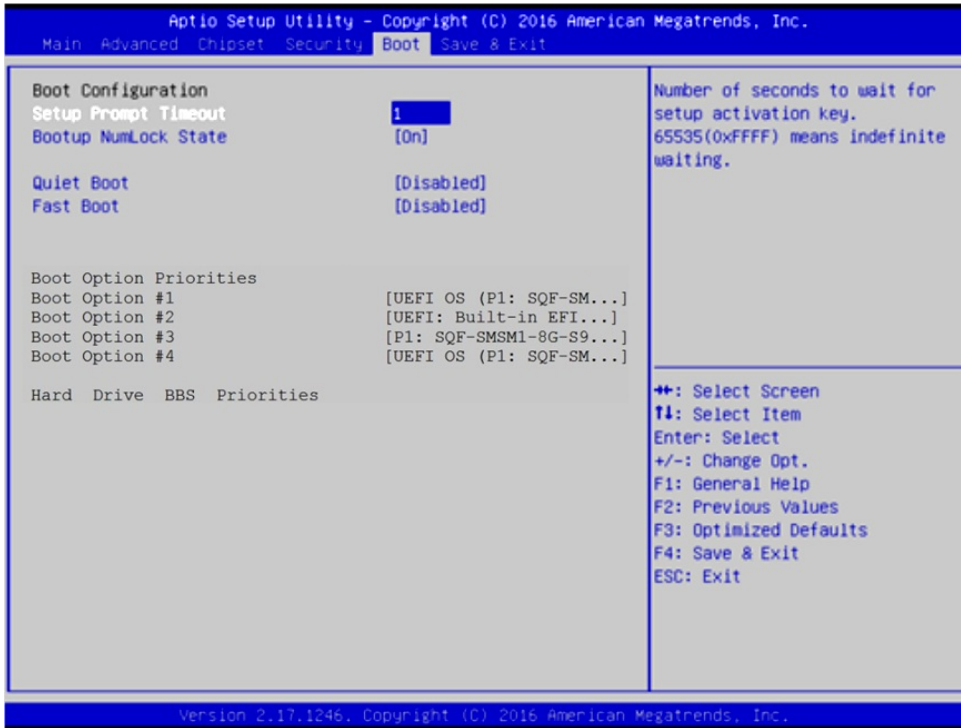 Aptio Setup Utility – Copyright (C) 2016 American Megatrends, Inc.
Main Advanced Chipset Security Boot Save & Exit
Boot Configuration
Setup Prompt Timeout 1
Bootup NumLock State [On]
Quiet Boot [Disabled]
Fast Boot [Disabled]
Boot Option Priorities
Boot Option #1 [UEFI OS (P1: SQF-SM...]
Boot Option #2 [UEFI: Built-in EFI...]
Boot Option #3 [P1: SQF-SMSM1-8G-S9...]
Boot Option #4 [UEFI OS (P1: SQF-SM...]
Hard Drive BBS Priorities
Number of seconds to wait for
setup activation key.
65535(0xFFFF) means indefinite
waiting.
→←: Select Screen
↑↓: Select Item
Enter: Select
+/-: Change Opt.
F1: General Help
F2: Previous Values
F3: Optimized Defaults
F4: Save & Exit
ESC: Exit
Version 2.17.1246. Copyright (C) 2016 American Megatrends, Inc.